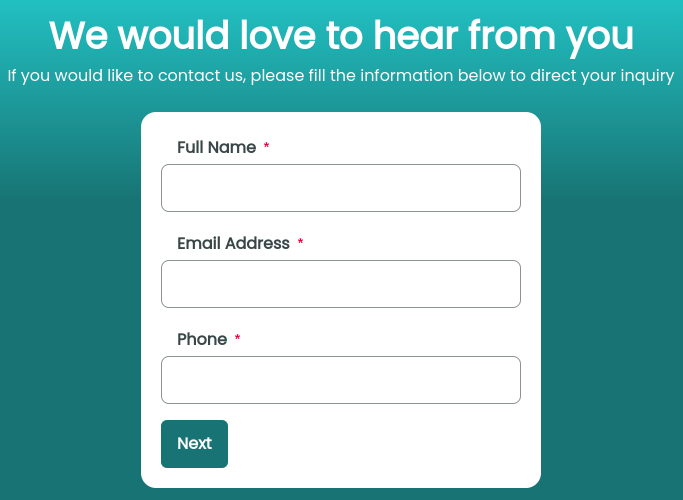 We would love to hear from you
If you would like to contact us, please fill the information below to direct your inquiry
Full Name *
Email Address *
Phone *
Next